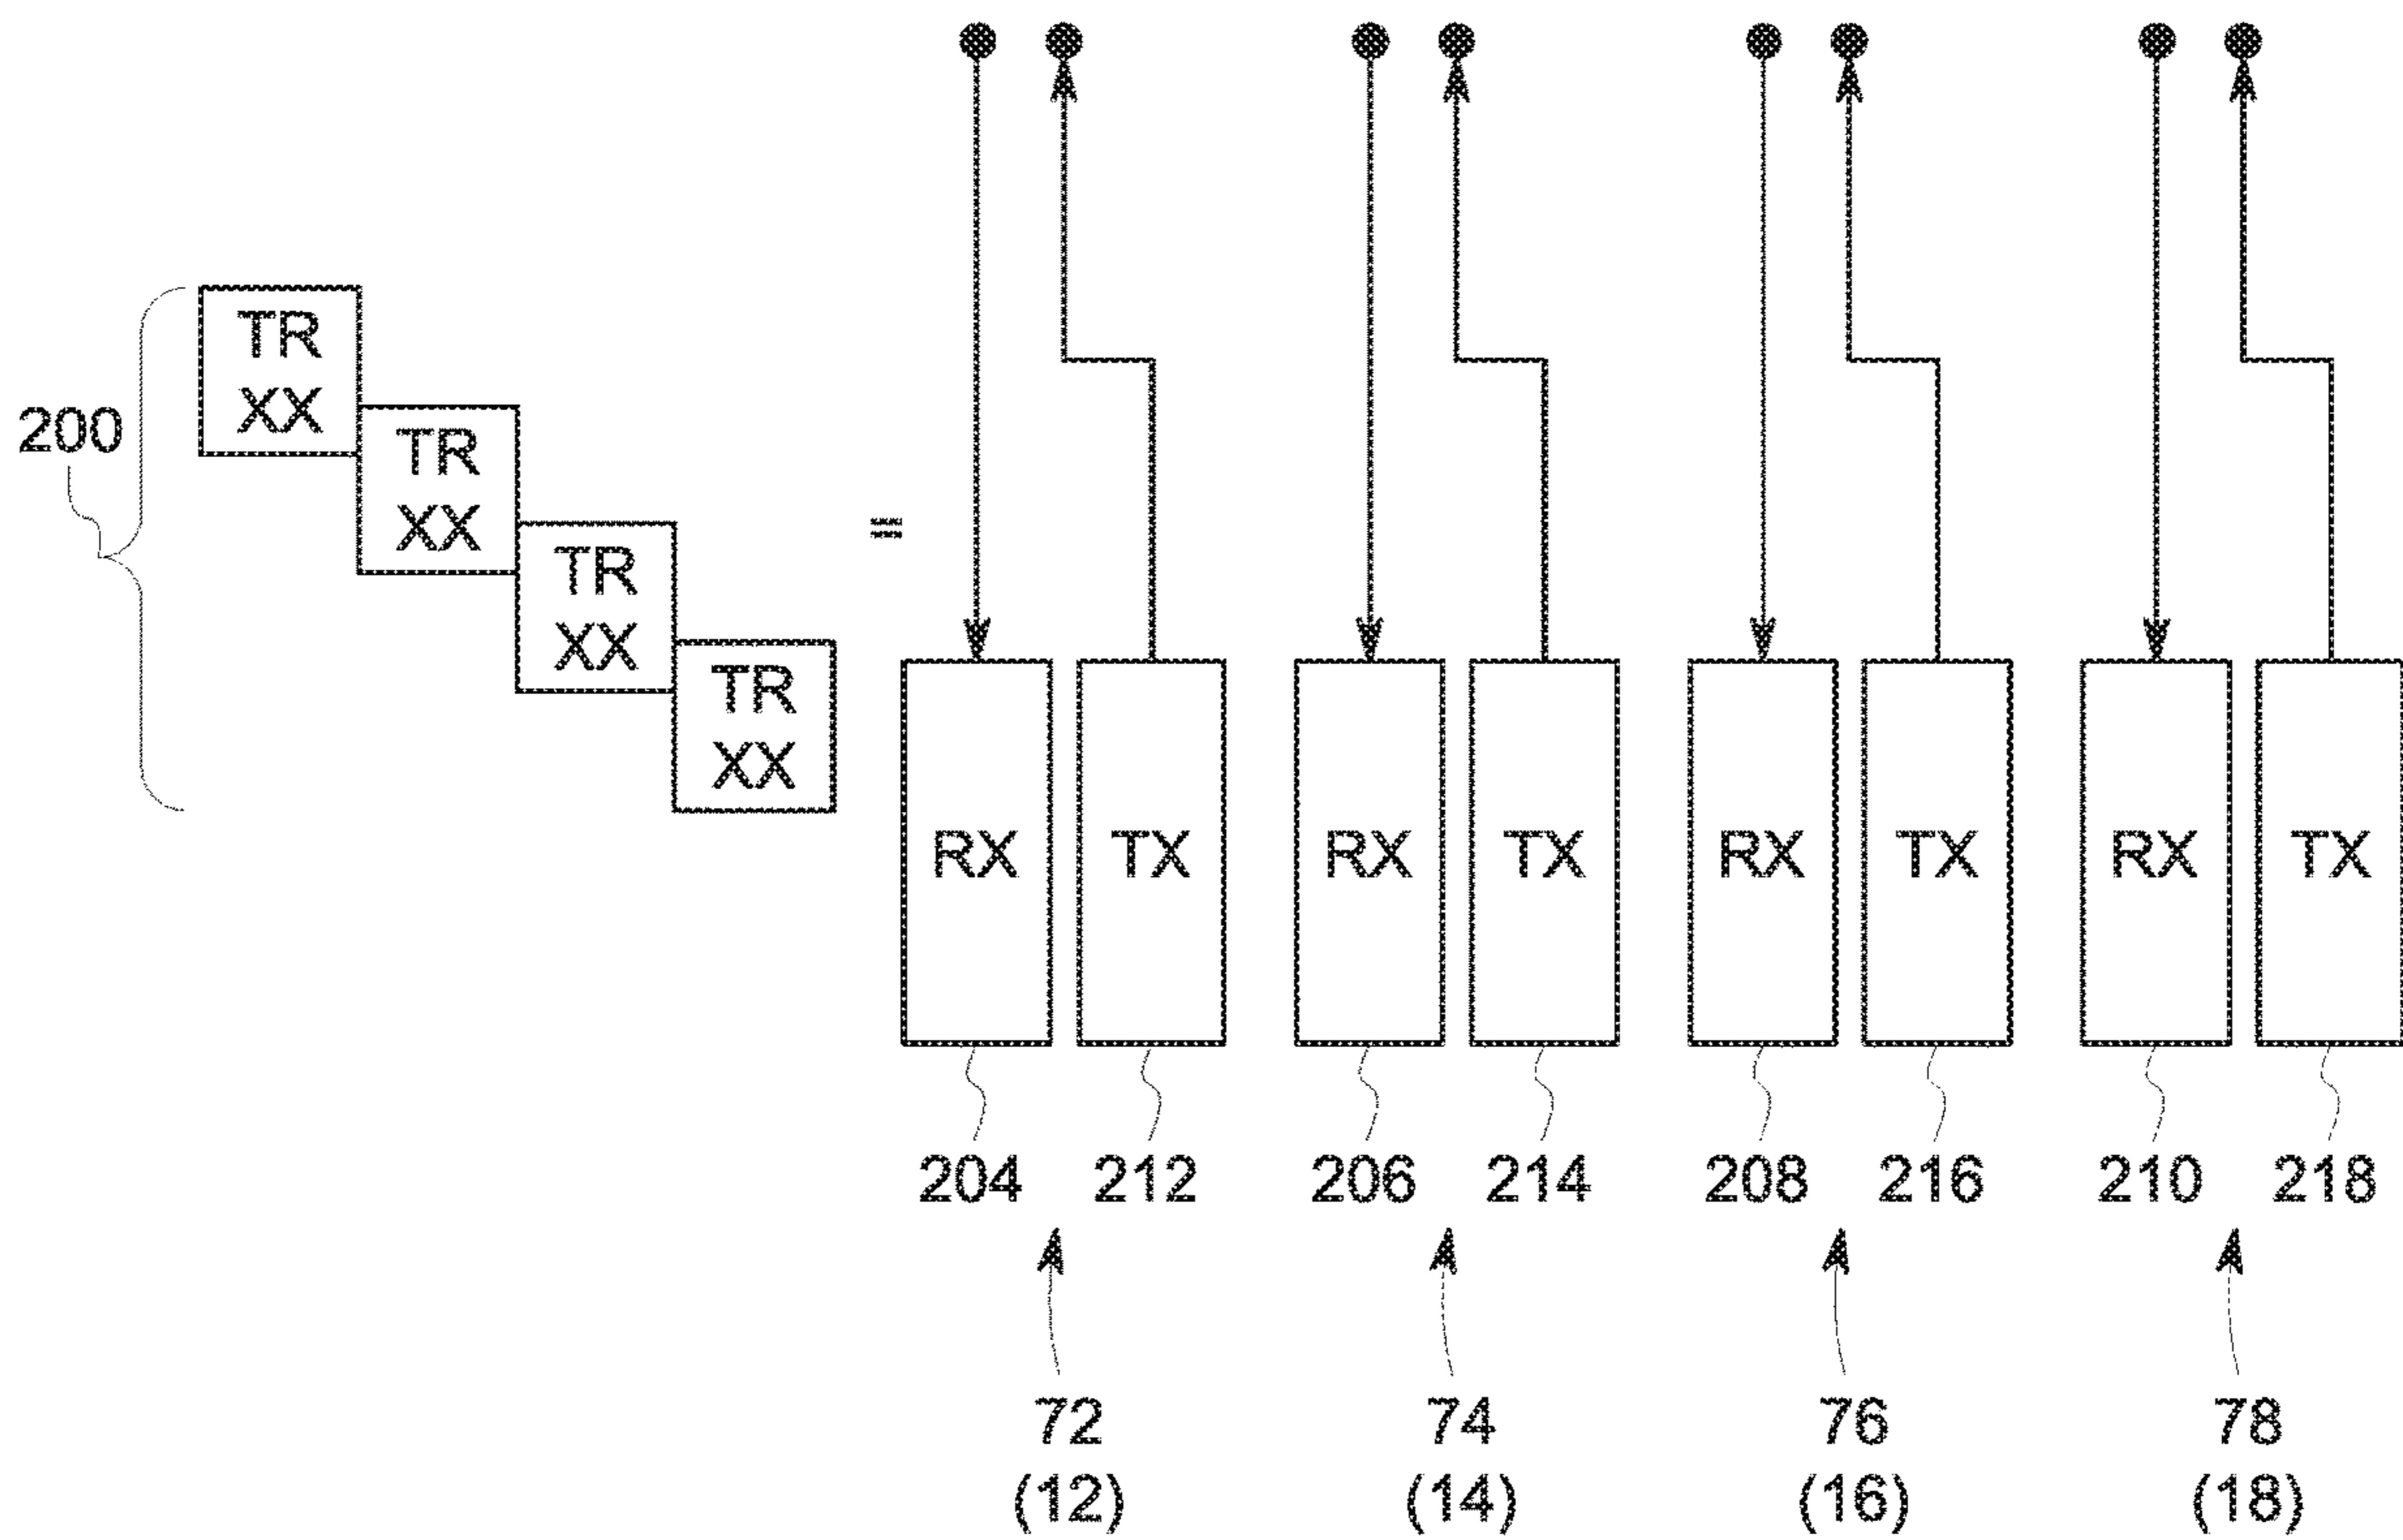 TR
XX
200
TR
XX
=
TR
XX
TR
XX
RX TX RX TX RX TX RX TX
204 212 206 214 208 216 210 218
72 74 76 78
(12) (14) (16) (18)